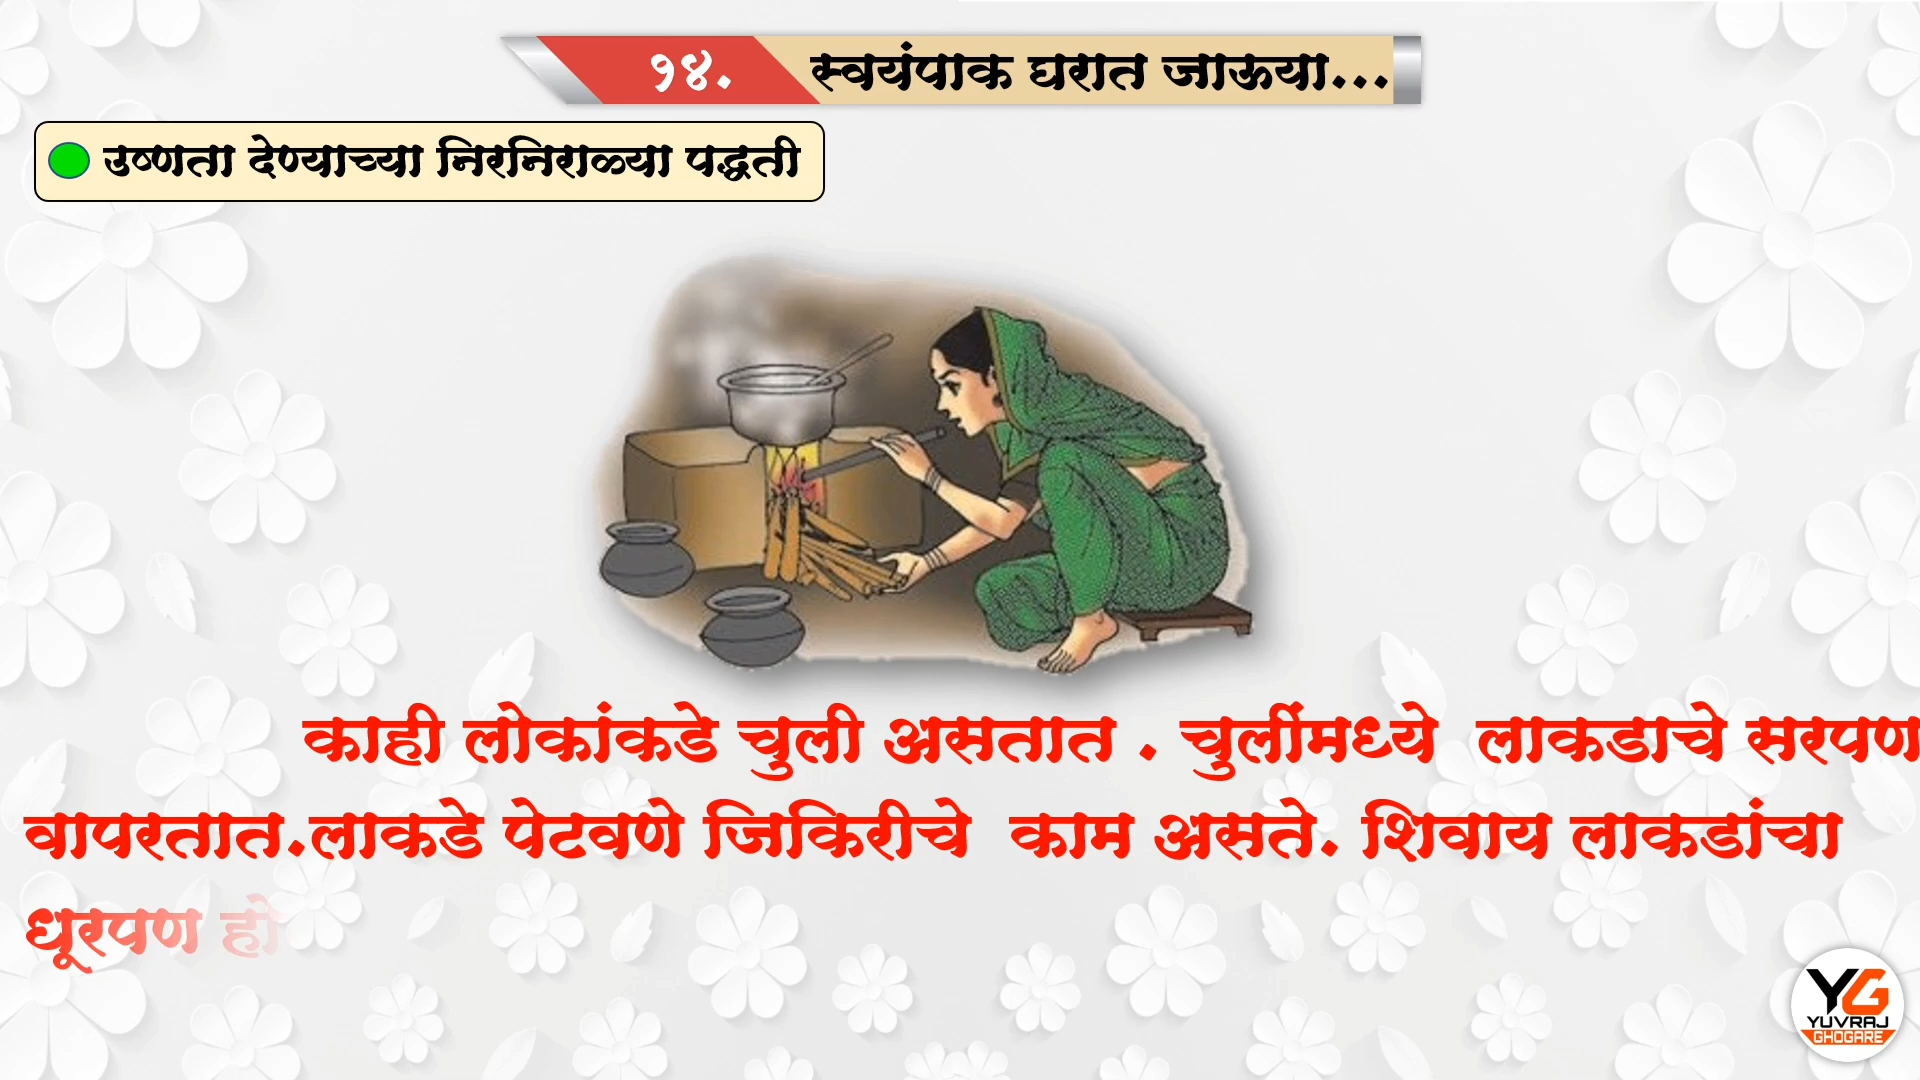 १४. स्वयंपाक घरात जाऊया...
उष्णता देण्याच्या निरनिराळ्या पद्धती
काही लोकांकडे चुली असतात . चुलींमध्ये लाकडाचे सरपण
वापरतात.लाकडे पेटवणे जिकिरीचे काम असते. शिवाय लाकडांचा
धूरपण हो
YG
YUVRAJ
GHOGARE